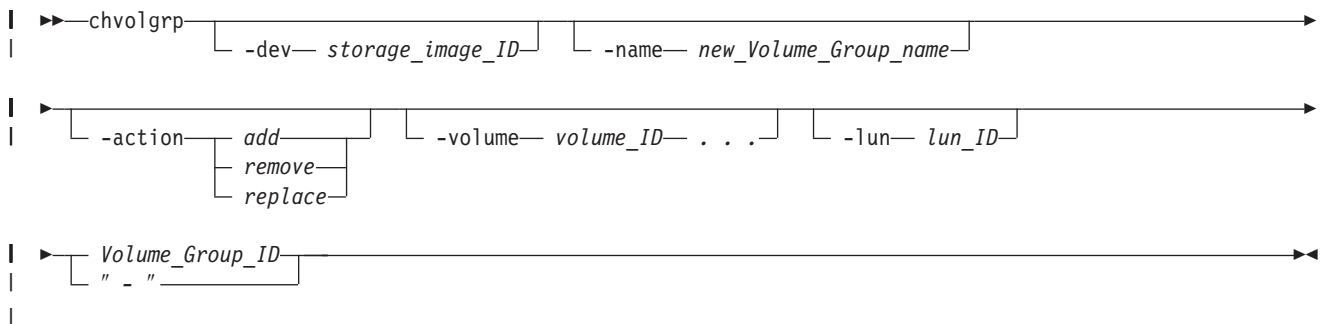 chvolgrp -dev storage_image_ID -name new_Volume_Group_name
-action add -volume volume_ID . . . -lun lun_ID
remove
replace
Volume_Group_ID
" - "